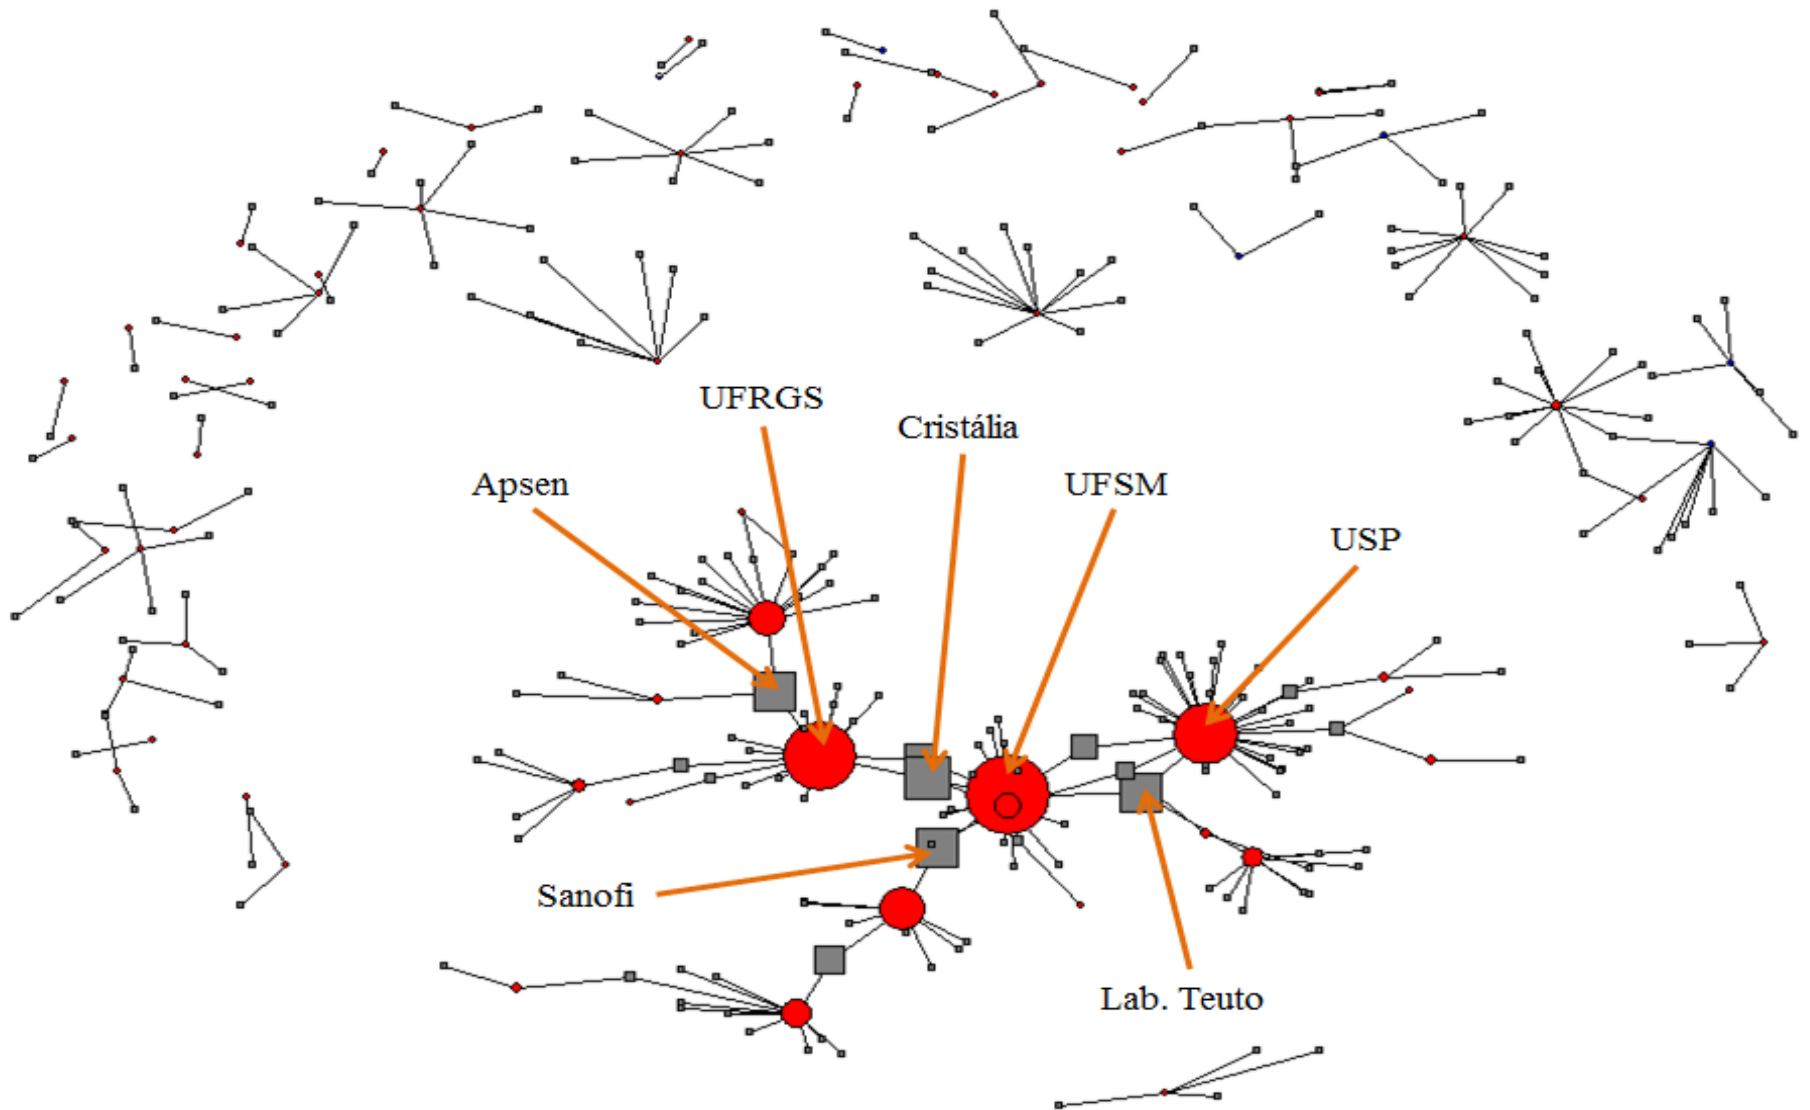 UFRGS
Cristália
Apsen
UFSM
USP
Sanofi
Lab. Teuto